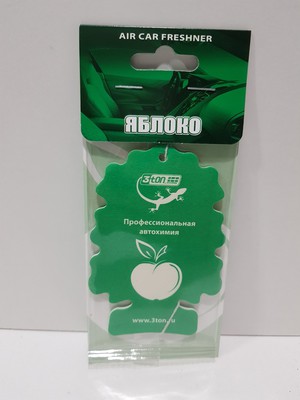 AIR CAR FRESHNER
ЯБЛОКО
3ton
Профессиональная
автохимия
www.3ton.ru